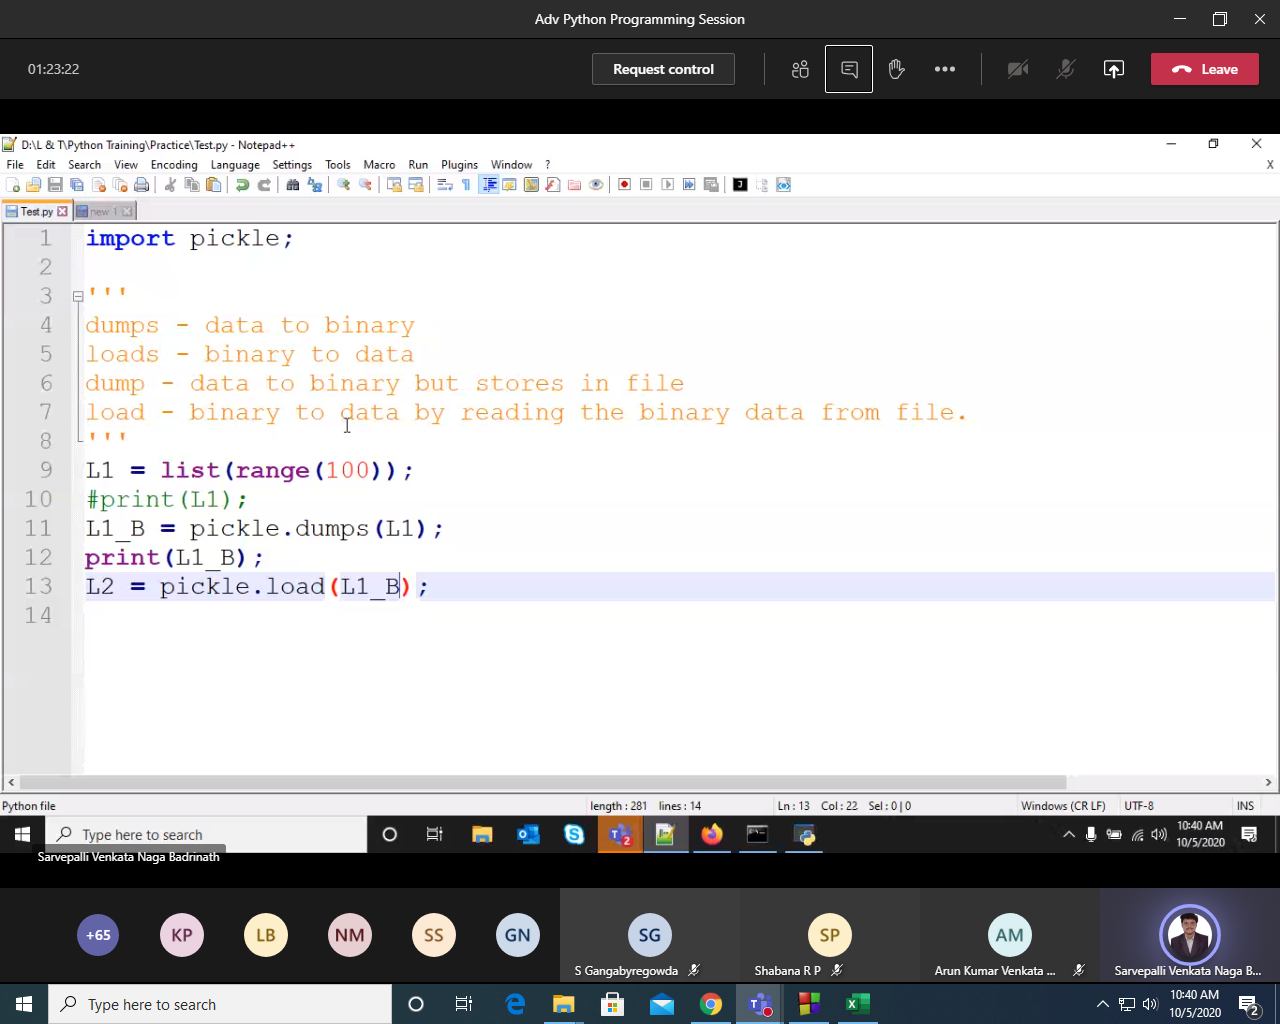 Adv Python Programming Session
01:23:22
Request control
Leave
D:\L & T\Python Training\Practice\Test.py - Notepad++
File Edit Search View Encoding Language Settings Tools Macro Run Plugins Window ? X
Test.py new 1
1 import pickle;
2
3 '''
4 dumps - data to binary
5 loads - binary to data
6 dump - data to binary but stores in file
7 load - binary to data by reading the binary data from file.
8 '''
9 L1 = list(range(100));
10 #print(L1);
11 L1_B = pickle.dumps(L1);
12 print(L1_B);
13 L2 = pickle.load(L1_B);
14
Python file length : 281 lines : 14 Ln : 13 Col : 22 Sel : 0 | 0 Windows (CR LF) UTF-8 INS
Type here to search
10:40 AM
10/5/2020
Sarvepalli Venkata Naga Badrinath
+65 KP LB NM SS GN SG SP AM
S Gangabyregowda Shabana R P Arun Kumar Venkata ... Sarvepalli Venkata Naga B...
Type here to search
10:40 AM
10/5/2020
2